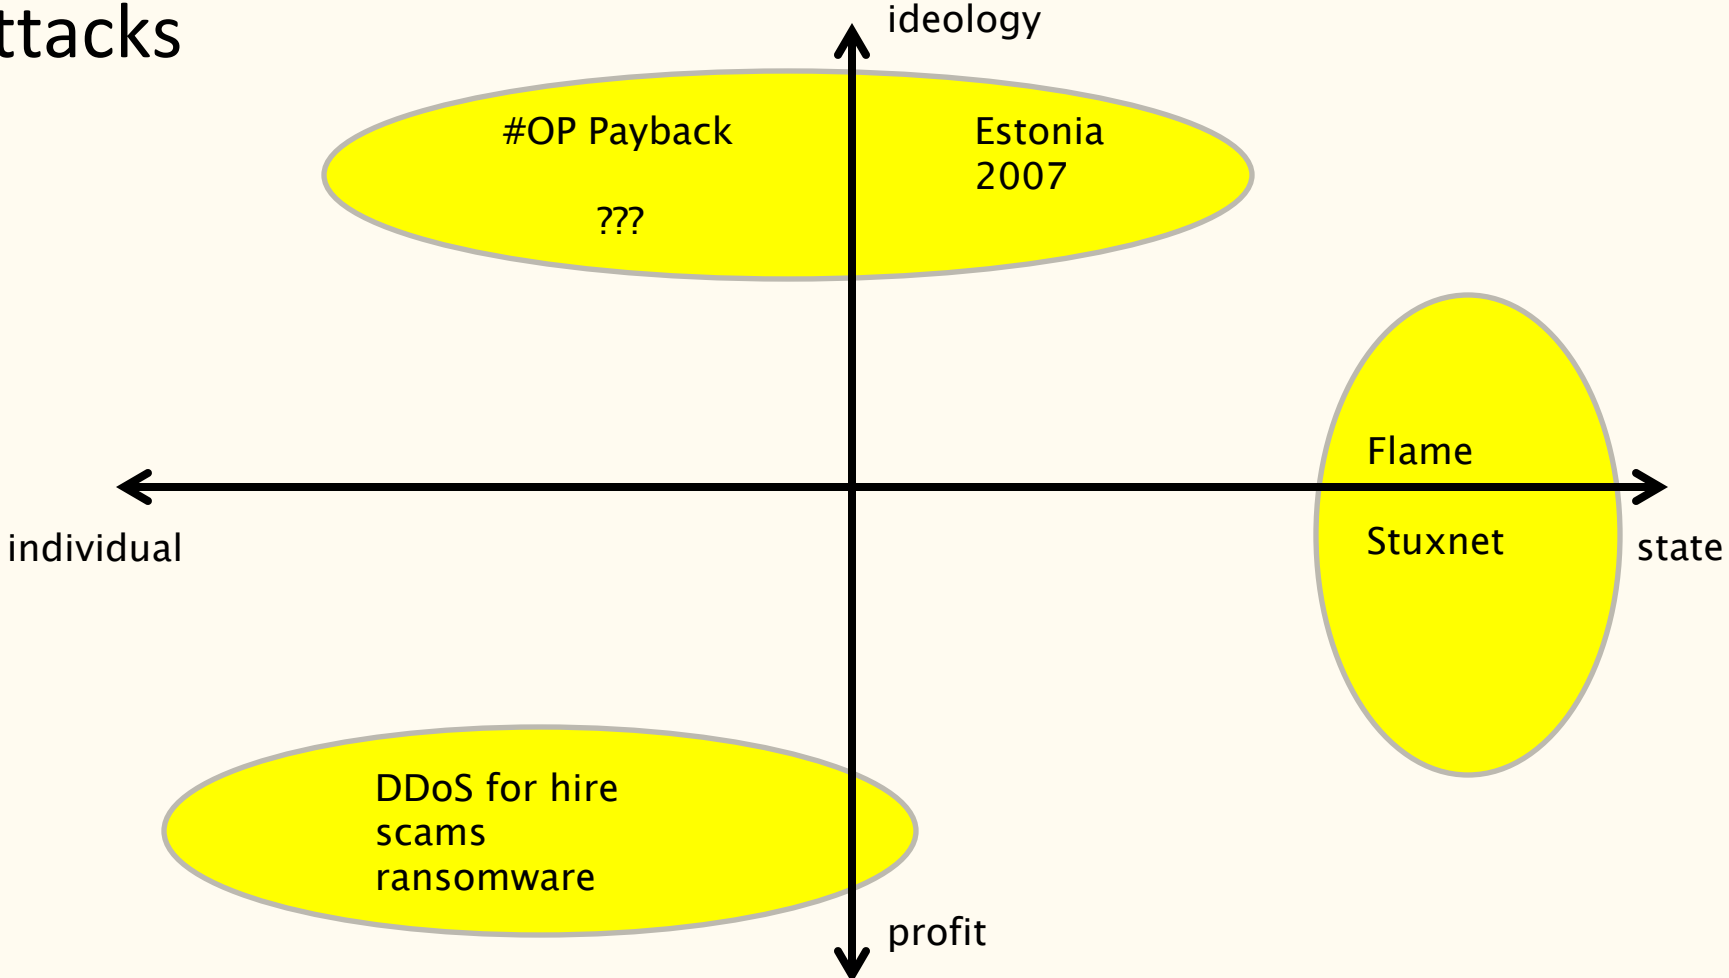 ttacks
ideology
#OP Payback
Estonia
2007
???
Flame
Stuxnet
individual
state
DDoS for hire
scams
ransomware
profit